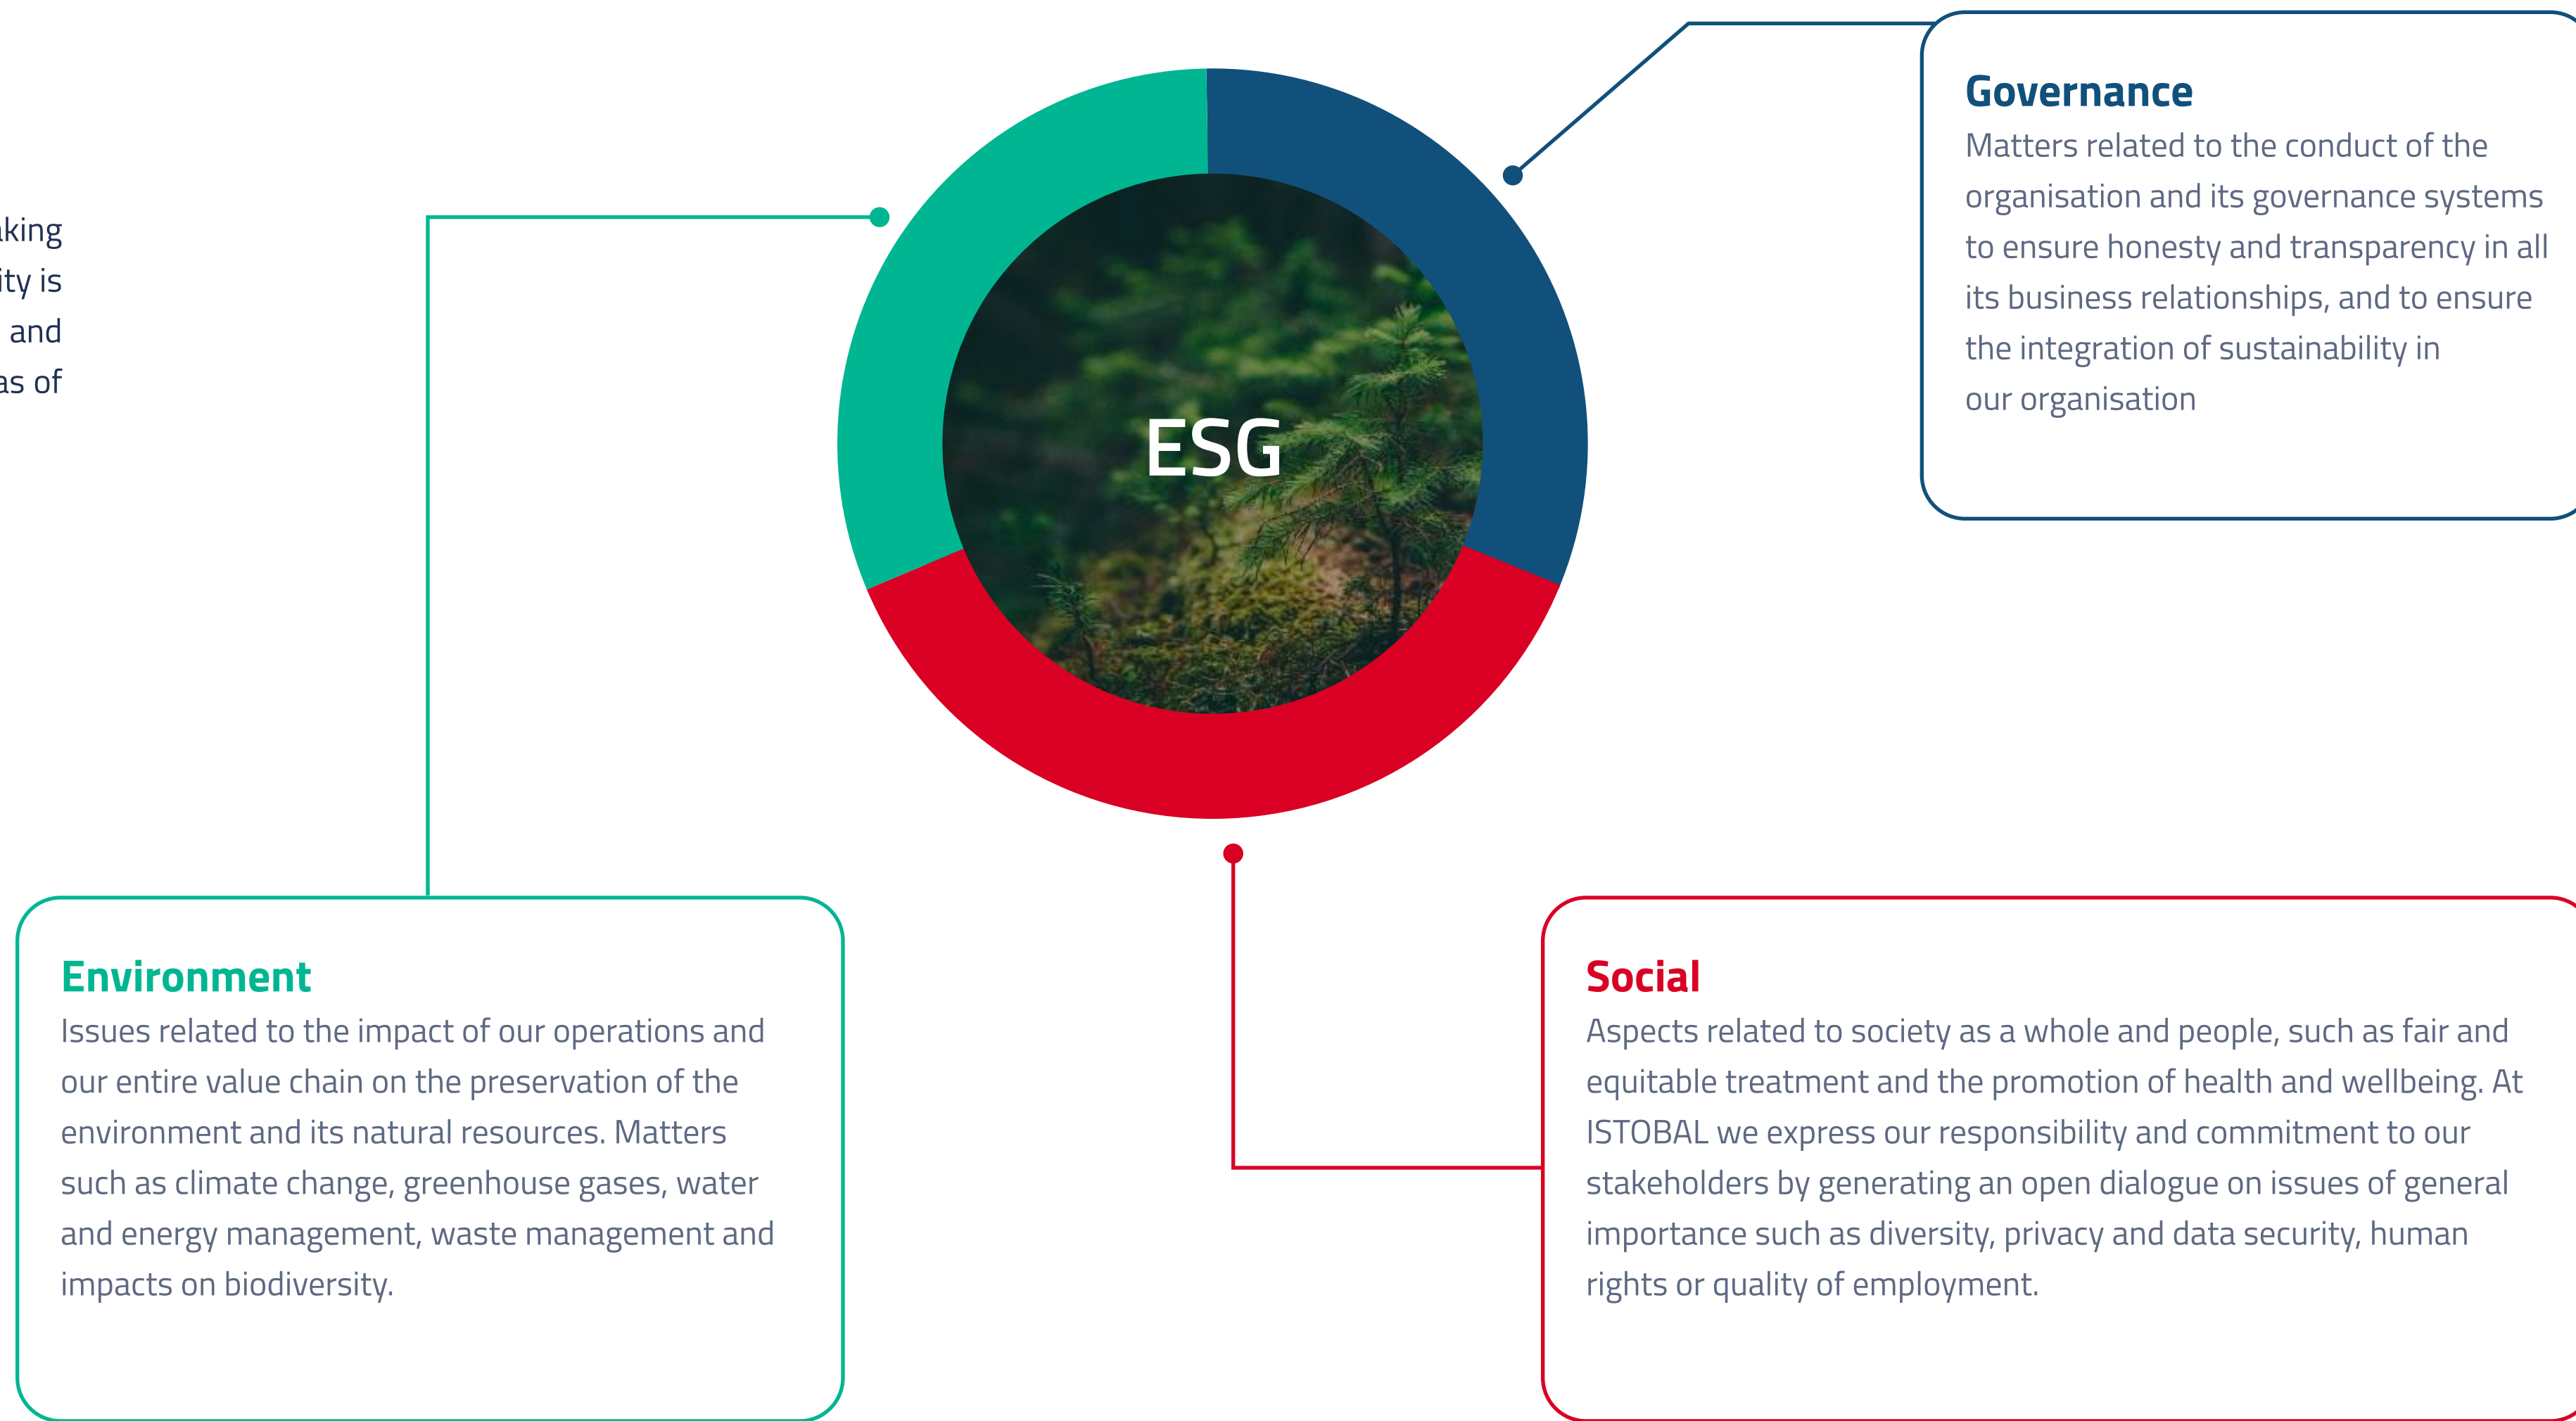 ity is
and
as of
ESG
Governance
Matters related to the conduct of the
organisation and its governance systems
to ensure honesty and transparency in all
its business relationships, and to ensure
the integration of sustainability in
our organisation
Environment
Issues related to the impact of our operations and
our entire value chain on the preservation of the
environment and its natural resources. Matters
such as climate change, greenhouse gases, water
and energy management, waste management and
impacts on biodiversity.
Social
Aspects related to society as a whole and people, such as fair and
equitable treatment and the promotion of health and wellbeing. At
ISTOBAL we express our responsibility and commitment to our
stakeholders by generating an open dialogue on issues of general
importance such as diversity, privacy and data security, human
rights or quality of employment.